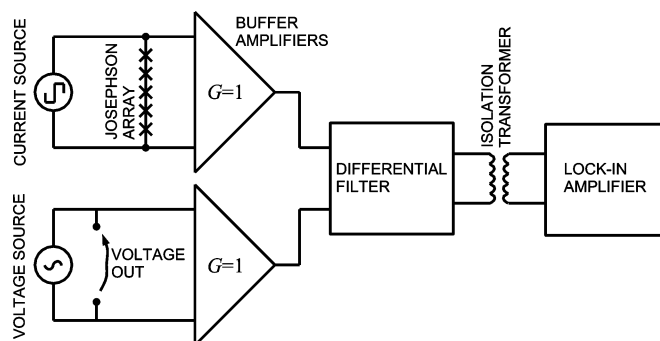 BUFFER
AMPLIFIERS
CURRENT SOURCE
JOSEPHSON
ARRAY
G=1
ISOLATION
TRANSFORMER
DIFFERENTIAL
FILTER
LOCK-IN
AMPLIFIER
VOLTAGE SOURCE
VOLTAGE
OUT
G=1